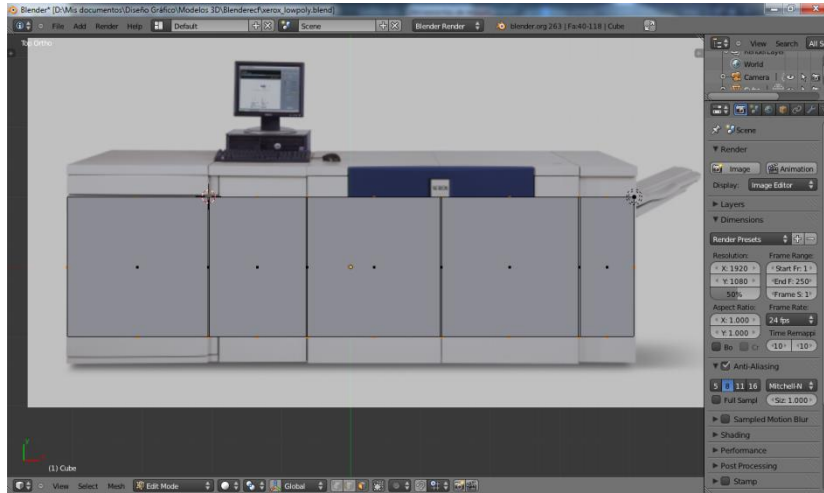 Blender* [D:\Mis documentos\Diseño Gráfico\Modelos 3D\Blenderecf\xerox_lowpoly.blend]
File Add Render Help Default Scene Blender Render blender.org 263 | Fa:40-118 | Cube
Top Ortho
View Search All S
RenderLayer
World
Camera
Scene
Render
Image Animation
Display: Image Editor
Layers
Dimensions
Render Presets
Resolution: Frame Range:
X: 1920 Start Fr: 1
Y: 1080 End F: 250
50% Frame S: 1
Aspect Ratio: Frame Rate:
X: 1.000 24 fps
Y: 1.000 Time Remappi
Bo Cr 10 10
Anti-Aliasing
5 8 11 16 Mitchell-N
Full Sampl Siz: 1.000
Sampled Motion Blur
Shading
Performance
Post Processing
Stamp
(1) Cube
View Select Mesh Edit Mode Global